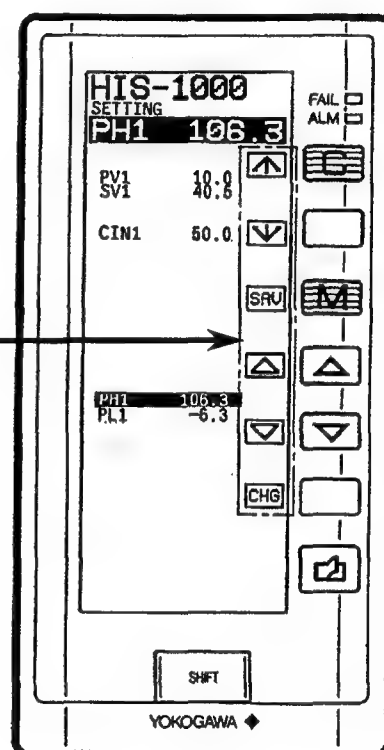 HIS-1000
SETTING
PH1 106.3
PV1 10.0
SV1 40.5
CIN1 50.0
PH1 106.3
PL1 -6.3
SRV
CHG
FAIL
ALM
C
M
SHIFT
YOKOGAWA